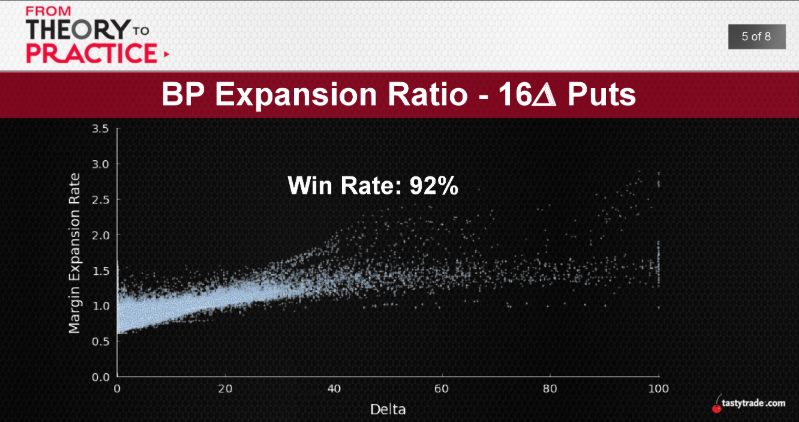 FROM
THEORY TO
PRACTICE
5 of 8
BP Expansion Ratio - 16Δ Puts
Win Rate: 92%
Margin Expansion Rate
3.5
3.0
2.5
2.0
1.5
1.0
0.5
0.0
0
20
40
60
80
100
Delta
tastytrade.com